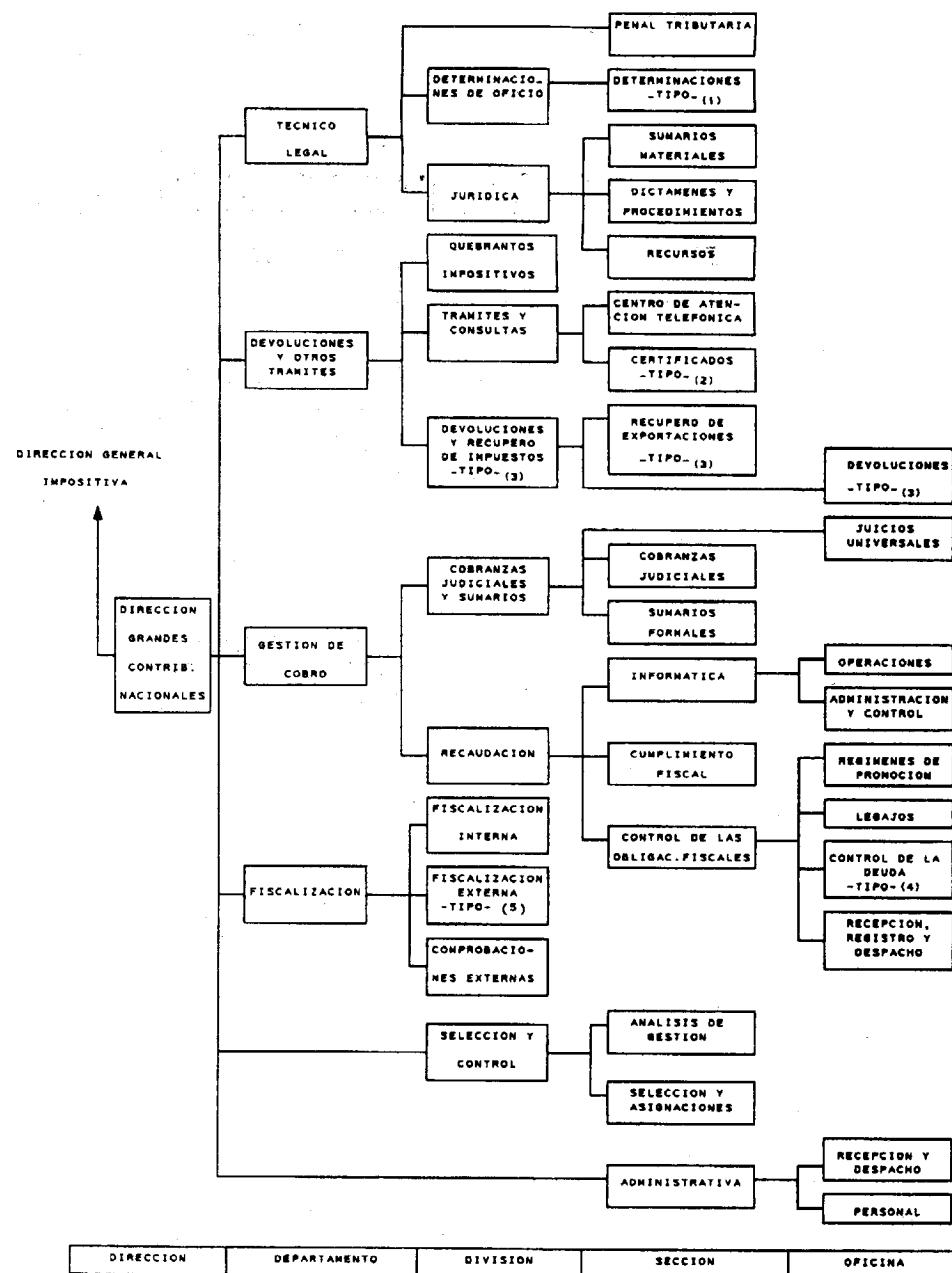 PENAL TRIBUTARIA
DETERMINACIO-
NES DE OFICIO
DETERMINACIONES
-TIPO- (1)
TECNICO
LEGAL
SUMARIOS
MATERIALES
JURIDICA
DICTAMENES Y
PROCEDIMIENTOS
RECURSOS
QUEBRANTOS
IMPOSITIVOS
TRAMITES Y
CONSULTAS
CENTRO DE ATEN-
CION TELEFONICA
DEVOLUCIONES
Y OTROS
TRAMITES
CERTIFICADOS
-TIPO- (2)
DEVOLUCIONES
Y RECUPERO
DE IMPUESTOS
-TIPO- (3)
RECUPERO DE
EXPORTACIONES
-TIPO- (3)
DEVOLUCIONES
-TIPO- (3)
DIRECCION GENERAL
IMPOSITIVA
JUICIOS
UNIVERSALES
COBRANZAS
JUDICIALES
Y SUMARIOS
COBRANZAS
JUDICIALES
SUMARIOS
FORMALES
DIRECCION
GRANDES
CONTRIB.
NACIONALES
GESTION DE
COBRO
INFORMATICA
OPERACIONES
ADMINISTRACION
Y CONTROL
RECAUDACION
CUMPLIMIENTO
FISCAL
REGIMENES DE
PROMOCION
CONTROL DE LAS
OBLIGAC.FISCALES
LEGAJOS
CONTROL DE LA
DEUDA
-TIPO- (4)
RECEPCION,
REGISTRO Y
DESPACHO
FISCALIZACION
INTERNA
FISCALIZACION
FISCALIZACION
EXTERNA
-TIPO- (5)
COMPROBACIO-
NES EXTERNAS
SELECCION Y
CONTROL
ANALISIS DE
GESTION
SELECCION Y
ASIGNACIONES
ADMINISTRATIVA
RECEPCION Y
DESPACHO
PERSONAL
DIRECCION DEPARTAMENTO DIVISION SECCION OFICINA